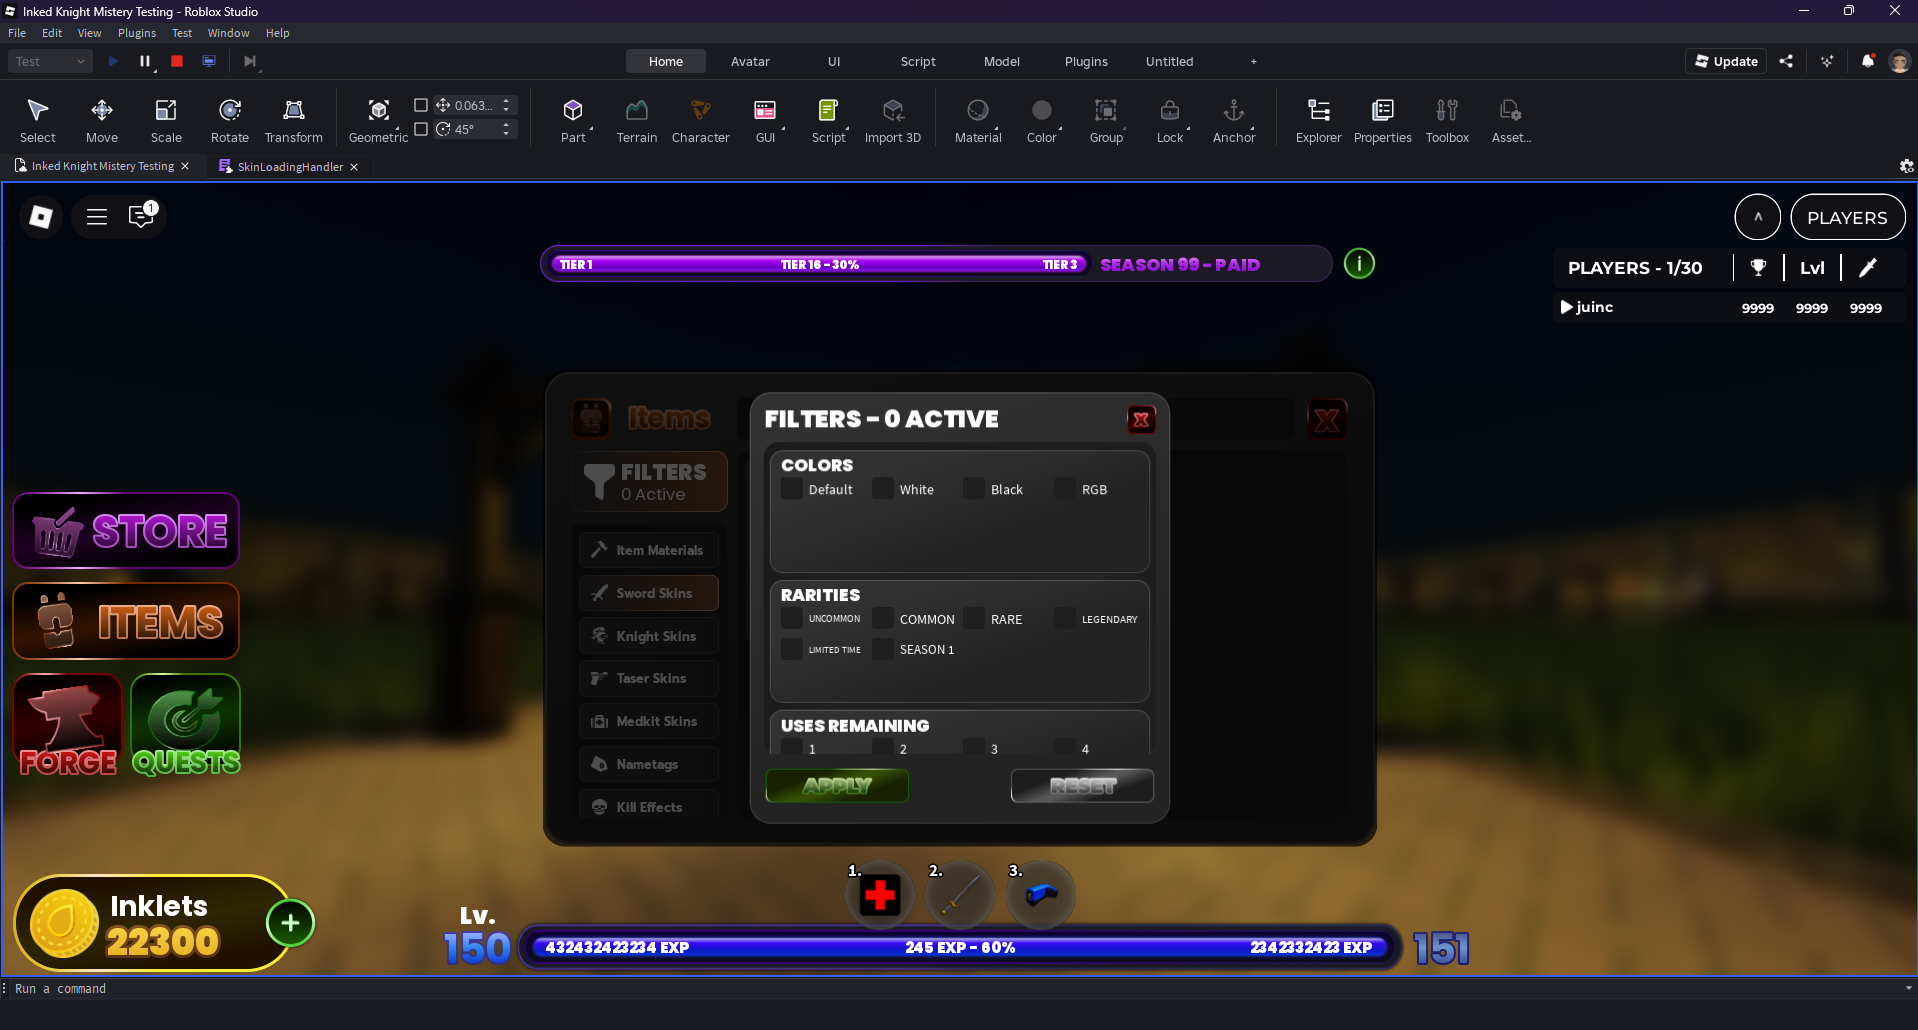 Inked Knight Mistery Testing - Roblox Studio
File Edit View Plugins Test Window Help
Test
Home Avatar UI Script Model Plugins Untitled +
Update
Select Move Scale Rotate Transform Geometric 0.063... 45° Part Terrain Character GUI Script Import 3D Material Color Group Lock Anchor Explorer Properties Toolbox Asset...
Inked Knight Mistery Testing SkinLoadingHandler
1
^ PLAYERS
TIER 1 TIER 16 - 30% TIER 3 SEASON 99 - PAID i
PLAYERS - 1/30 Lvl
juinc 9999 9999 9999
Items X
FILTERS
0 Active
Item Materials
Sword Skins
Knight Skins
Taser Skins
Medkit Skins
Nametags
Kill Effects
FILTERS - 0 ACTIVE X
COLORS
Default White Black RGB
RARITIES
UNCOMMON COMMON RARE LEGENDARY
LIMITED TIME SEASON 1
USES REMAINING
1 2 3 4
APPLY RESET
STORE
ITEMS
FORGE QUESTS
1. 2. 3.
Inklets
22300
+
Lv.
150 432432423234 EXP 245 EXP - 60% 2342332423 EXP 151
Run a command